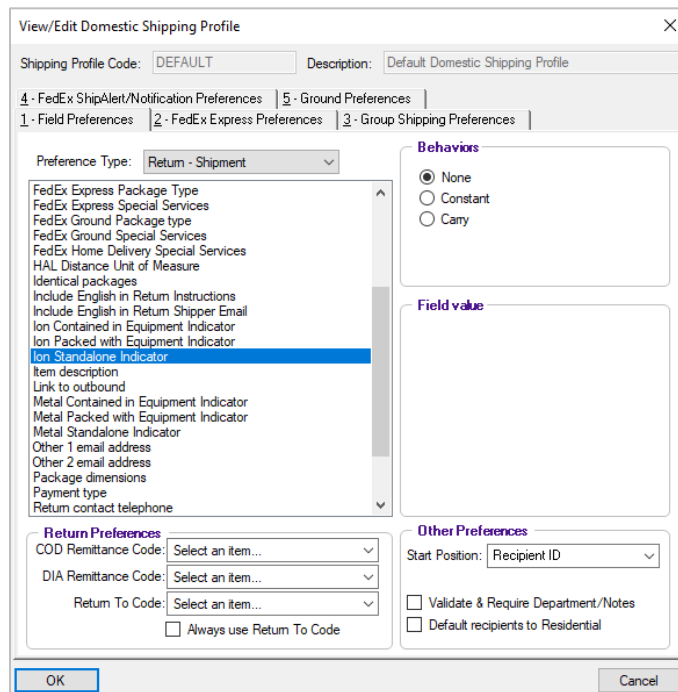 View/Edit Domestic Shipping Profile
Shipping Profile Code: DEFAULT Description: Default Domestic Shipping Profile
4 - FedEx ShipAlert/Notification Preferences 5 - Ground Preferences
1 - Field Preferences 2 - FedEx Express Preferences 3 - Group Shipping Preferences
Preference Type: Return - Shipment
FedEx Express Package Type
FedEx Express Special Services
FedEx Ground Package type
FedEx Ground Special Services
FedEx Home Delivery Special Services
HAL Distance Unit of Measure
Identical packages
Include English in Return Instructions
Include English in Return Shipper Email
Ion Contained in Equipment Indicator
Ion Packed with Equipment Indicator
Ion Standalone Indicator
Item description
Link to outbound
Metal Contained in Equipment Indicator
Metal Packed with Equipment Indicator
Metal Standalone Indicator
Other 1 email address
Other 2 email address
Package dimensions
Payment type
Return contact telephone
Behaviors
None
Constant
Carry
Field value
Return Preferences
COD Remittance Code: Select an item...
DIA Remittance Code: Select an item...
Return To Code: Select an item...
Always use Return To Code
Other Preferences
Start Position: Recipient ID
Validate & Require Department/Notes
Default recipients to Residential
OK Cancel